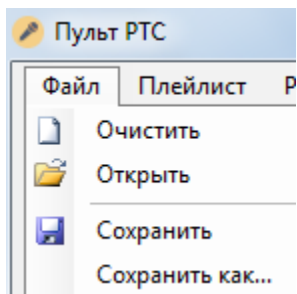 Пульт РТС
Файл Плейлист
Очистить
Открыть
Сохранить
Сохранить как...